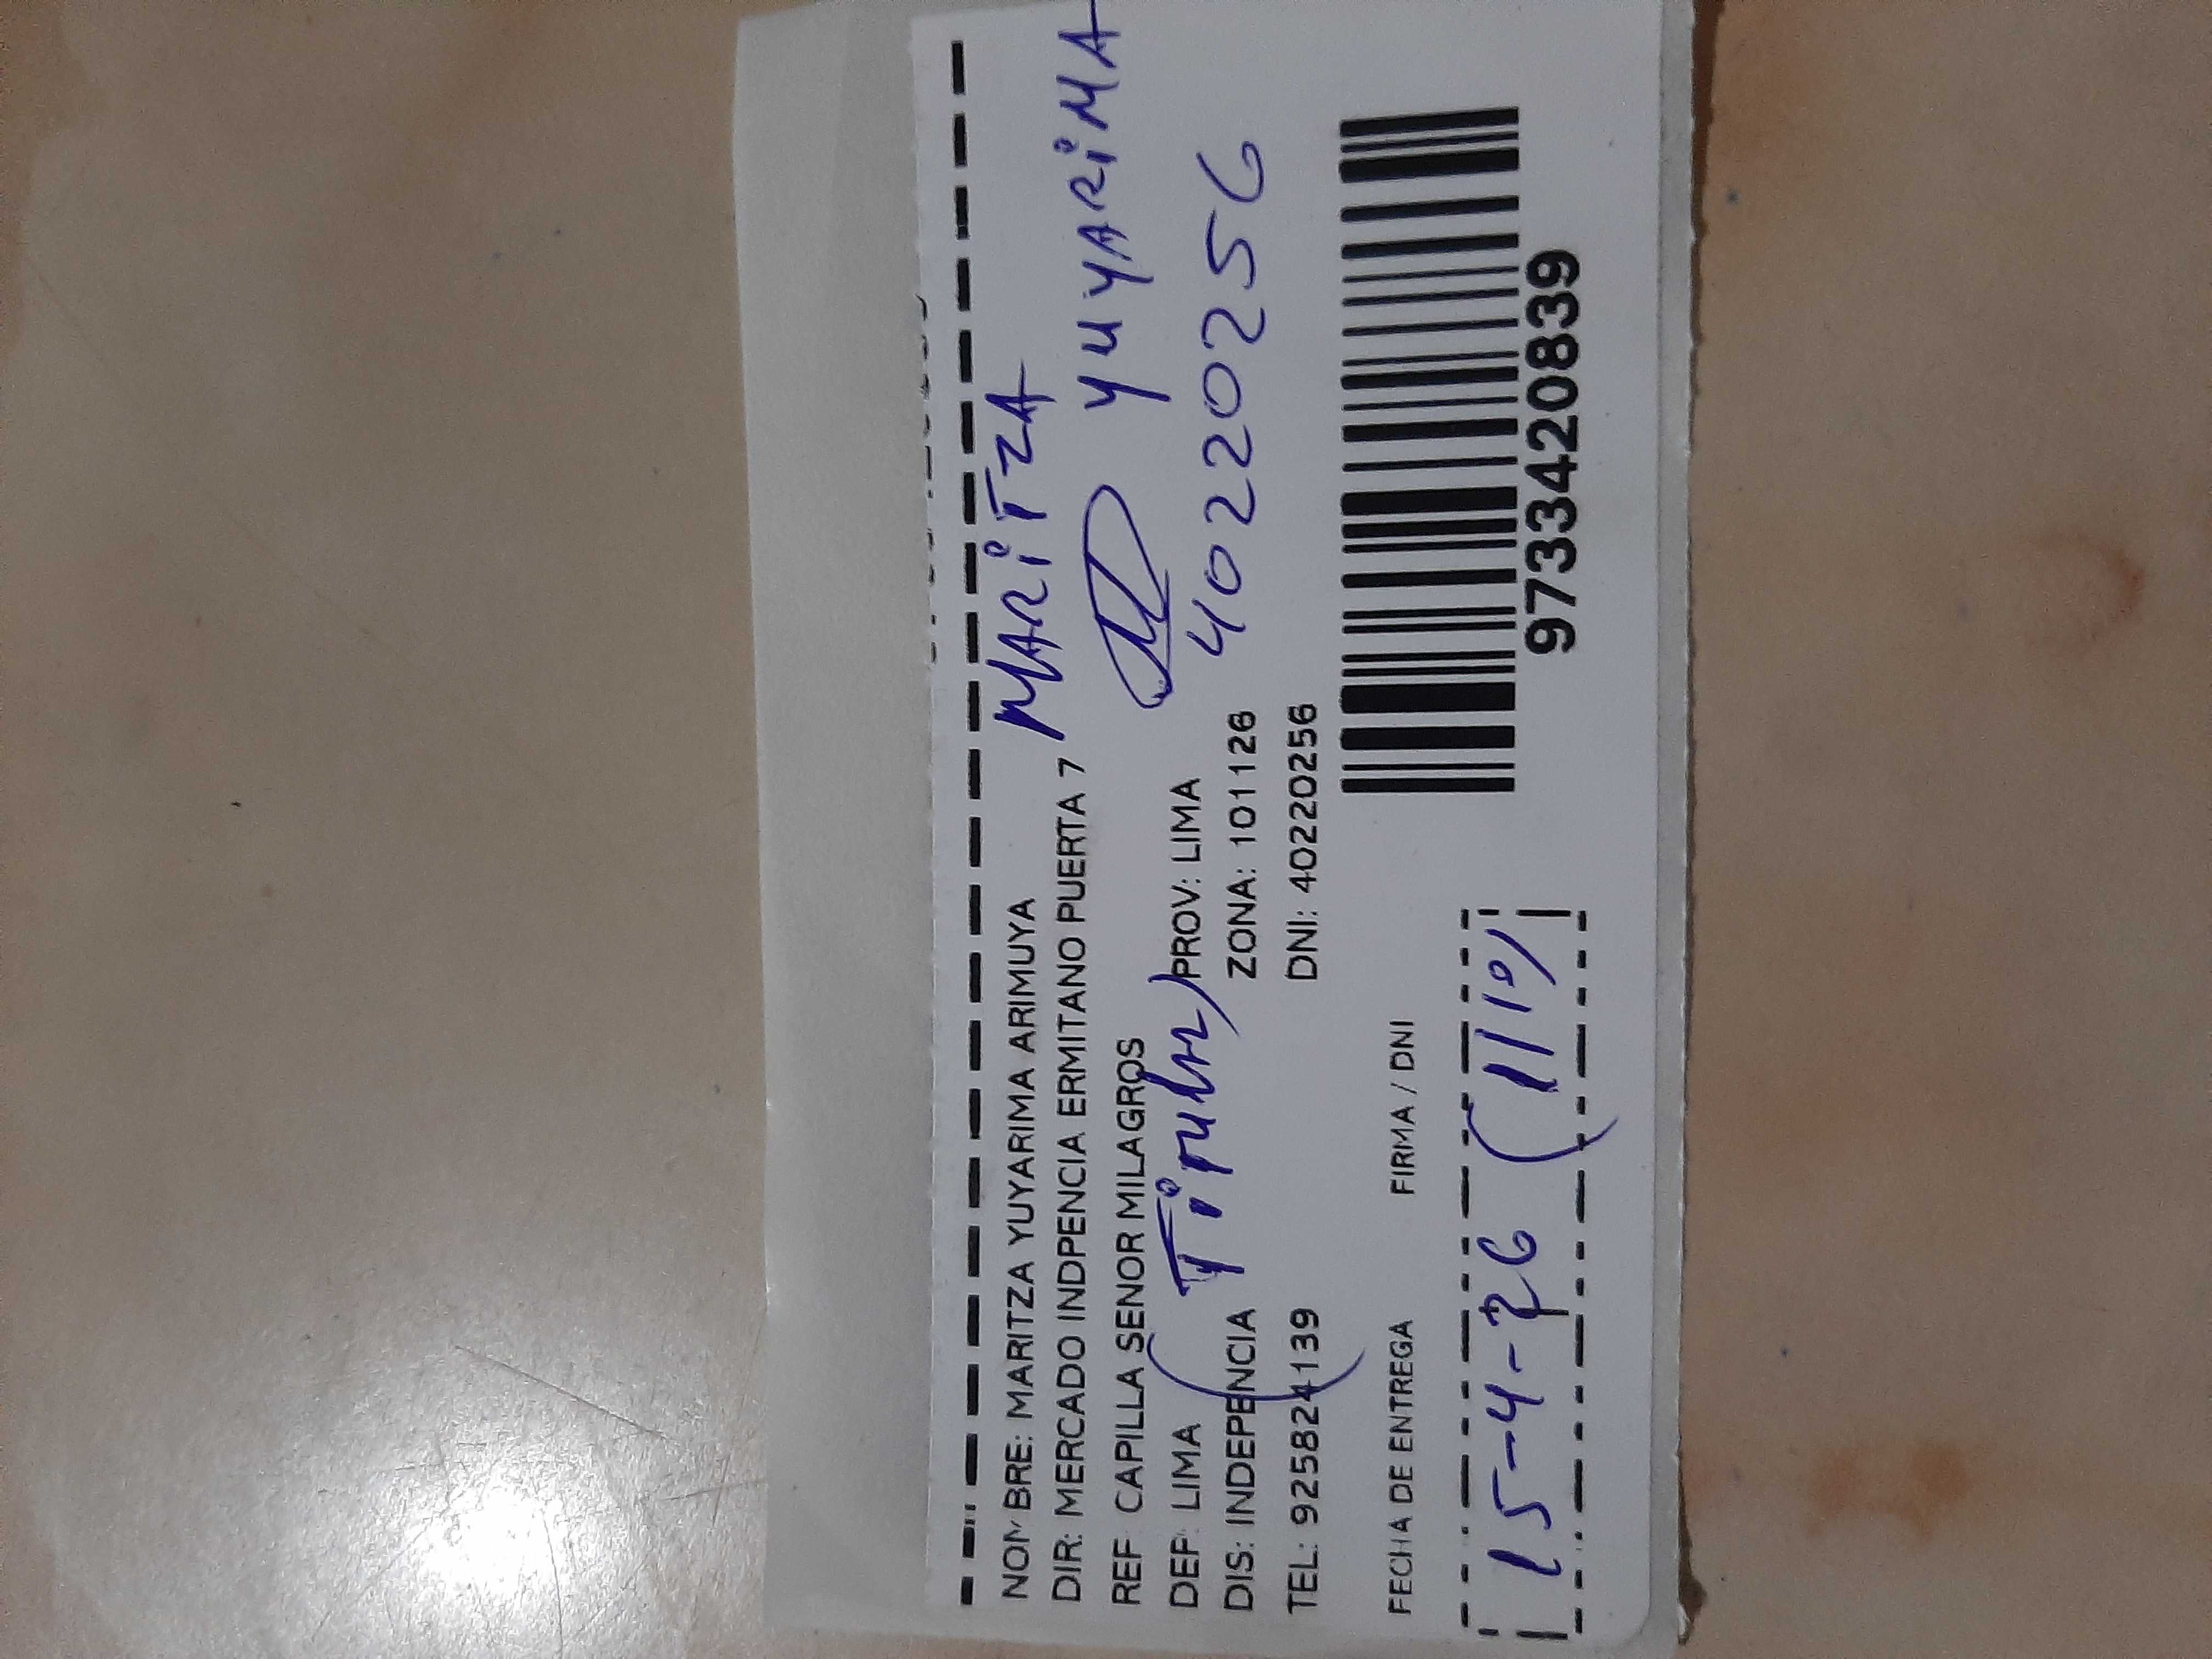 NOMBRE: MARITZA YUYARIMA ARIMUYA
DIR: MERCADO INDPENCIA ERMITANO PUERTA 7
REF: CAPILLA SENOR MILAGROS
DEP: LIMA PROV: LIMA
DIS: INDEPENCIA ZONA: 101126
TEL: 925824139 DNI: 40220256
MARITZA
YUYARIMA
40220256
(Titular)
FECHA DE ENTREGA FIRMA / DNI
15-4-26
9733420839